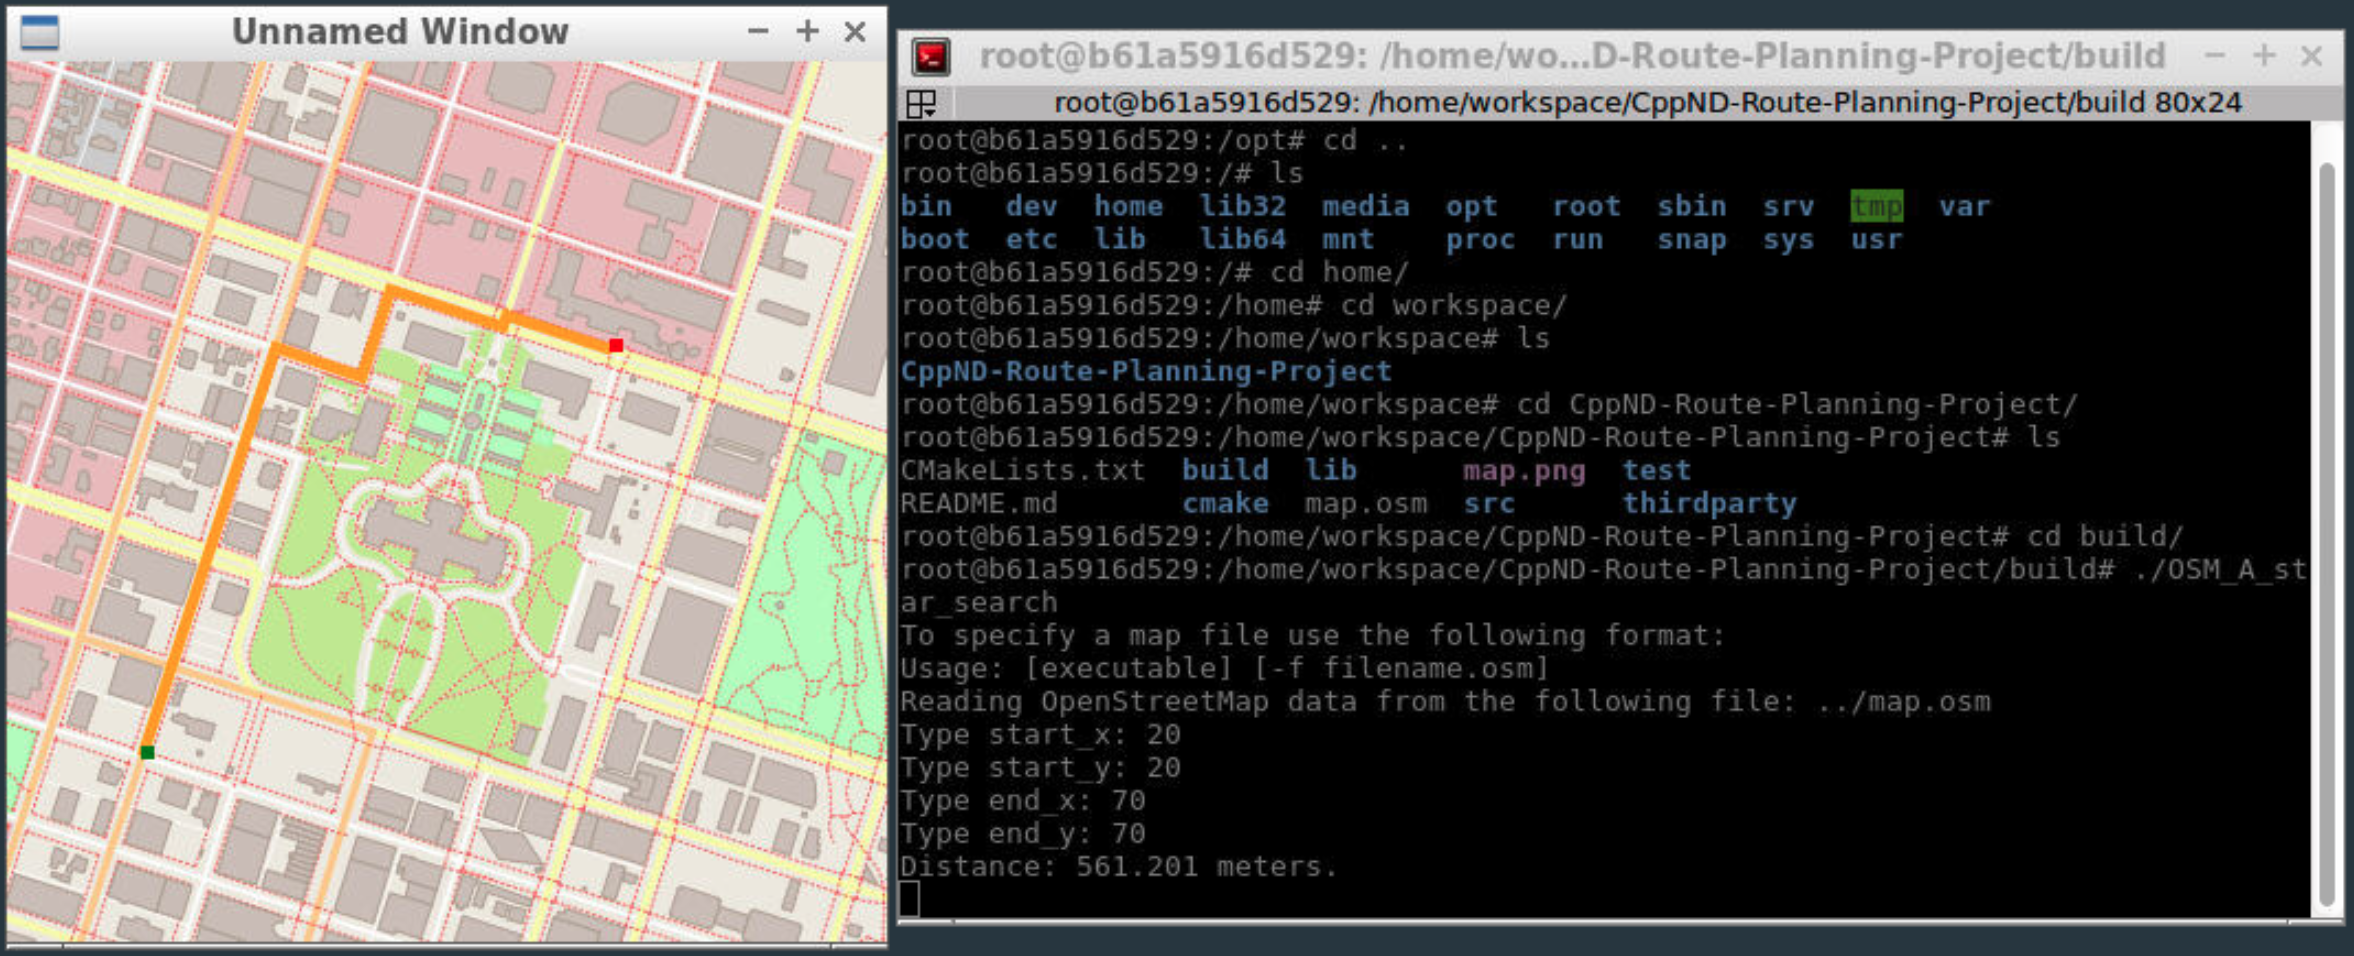 Unnamed Window
root@b61a5916d529: /home/wo...D-Route-Planning-Project/build
root@b61a5916d529: /home/workspace/CppND-Route-Planning-Project/build 80x24
root@b61a5916d529:/opt# cd ..
root@b61a5916d529:/# ls
bin dev home lib32 media opt root sbin srv tmp var
boot etc lib lib64 mnt proc run snap sys usr
root@b61a5916d529:/# cd home/
root@b61a5916d529:/home# cd workspace/
root@b61a5916d529:/home/workspace# ls
CppND-Route-Planning-Project
root@b61a5916d529:/home/workspace# cd CppND-Route-Planning-Project/
root@b61a5916d529:/home/workspace/CppND-Route-Planning-Project# ls
CMakeLists.txt build lib map.png test
README.md cmake map.osm src thirdparty
root@b61a5916d529:/home/workspace/CppND-Route-Planning-Project# cd build/
root@b61a5916d529:/home/workspace/CppND-Route-Planning-Project/build# ./OSM_A_st
ar_search
To specify a map file use the following format:
Usage: [executable] [-f filename.osm]
Reading OpenStreetMap data from the following file: ../map.osm
Type start_x: 20
Type start_y: 20
Type end_x: 70
Type end_y: 70
Distance: 561.201 meters.